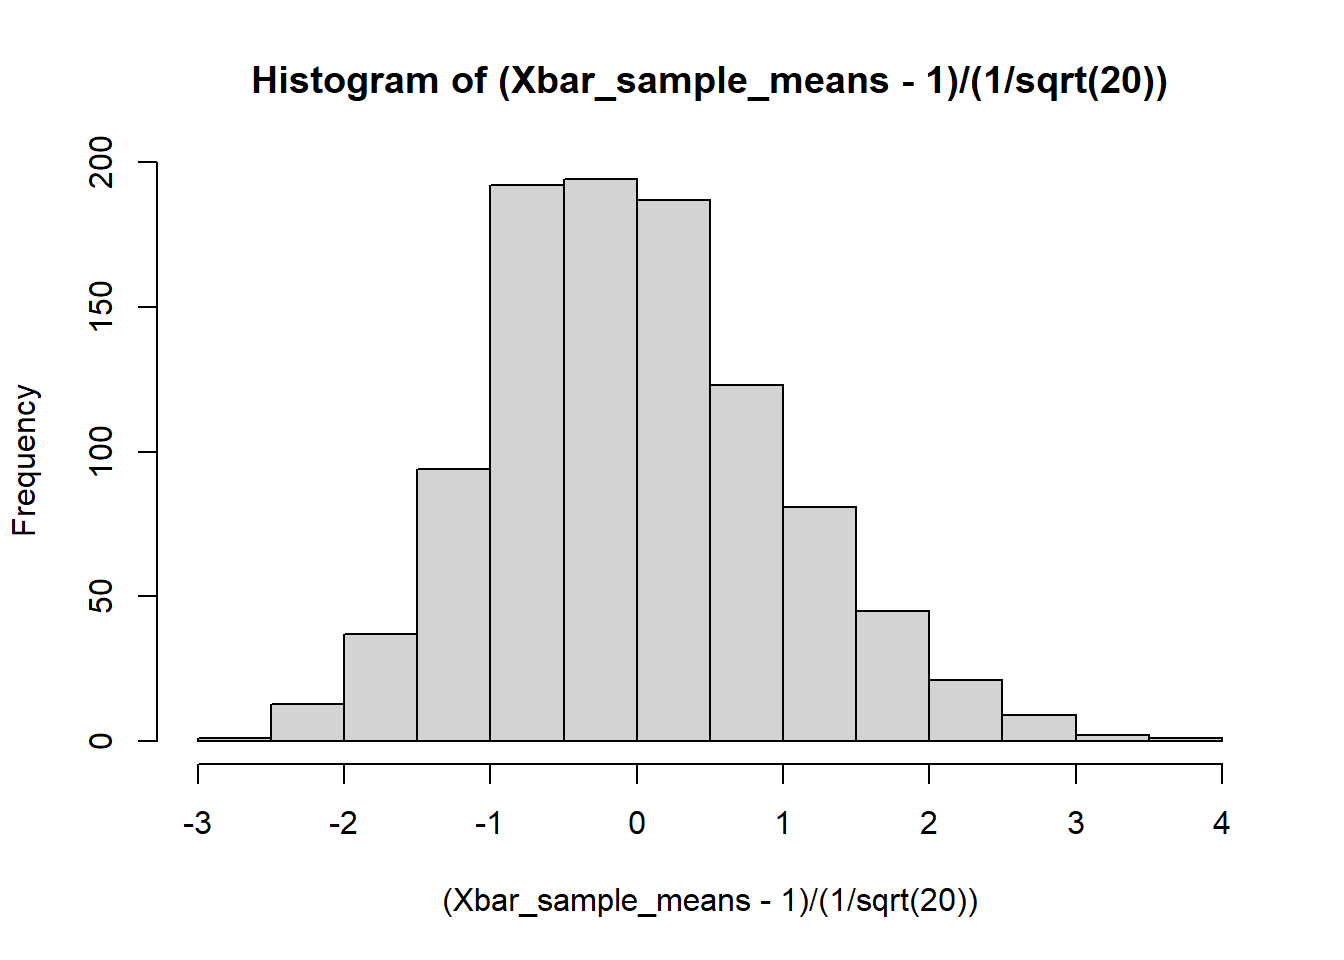 Histogram of (Xbar_sample_means - 1)/(1/sqrt(20))
200
150
100
50
0
Frequency
-3 -2 -1 0 1 2 3 4
(Xbar_sample_means - 1)/(1/sqrt(20))